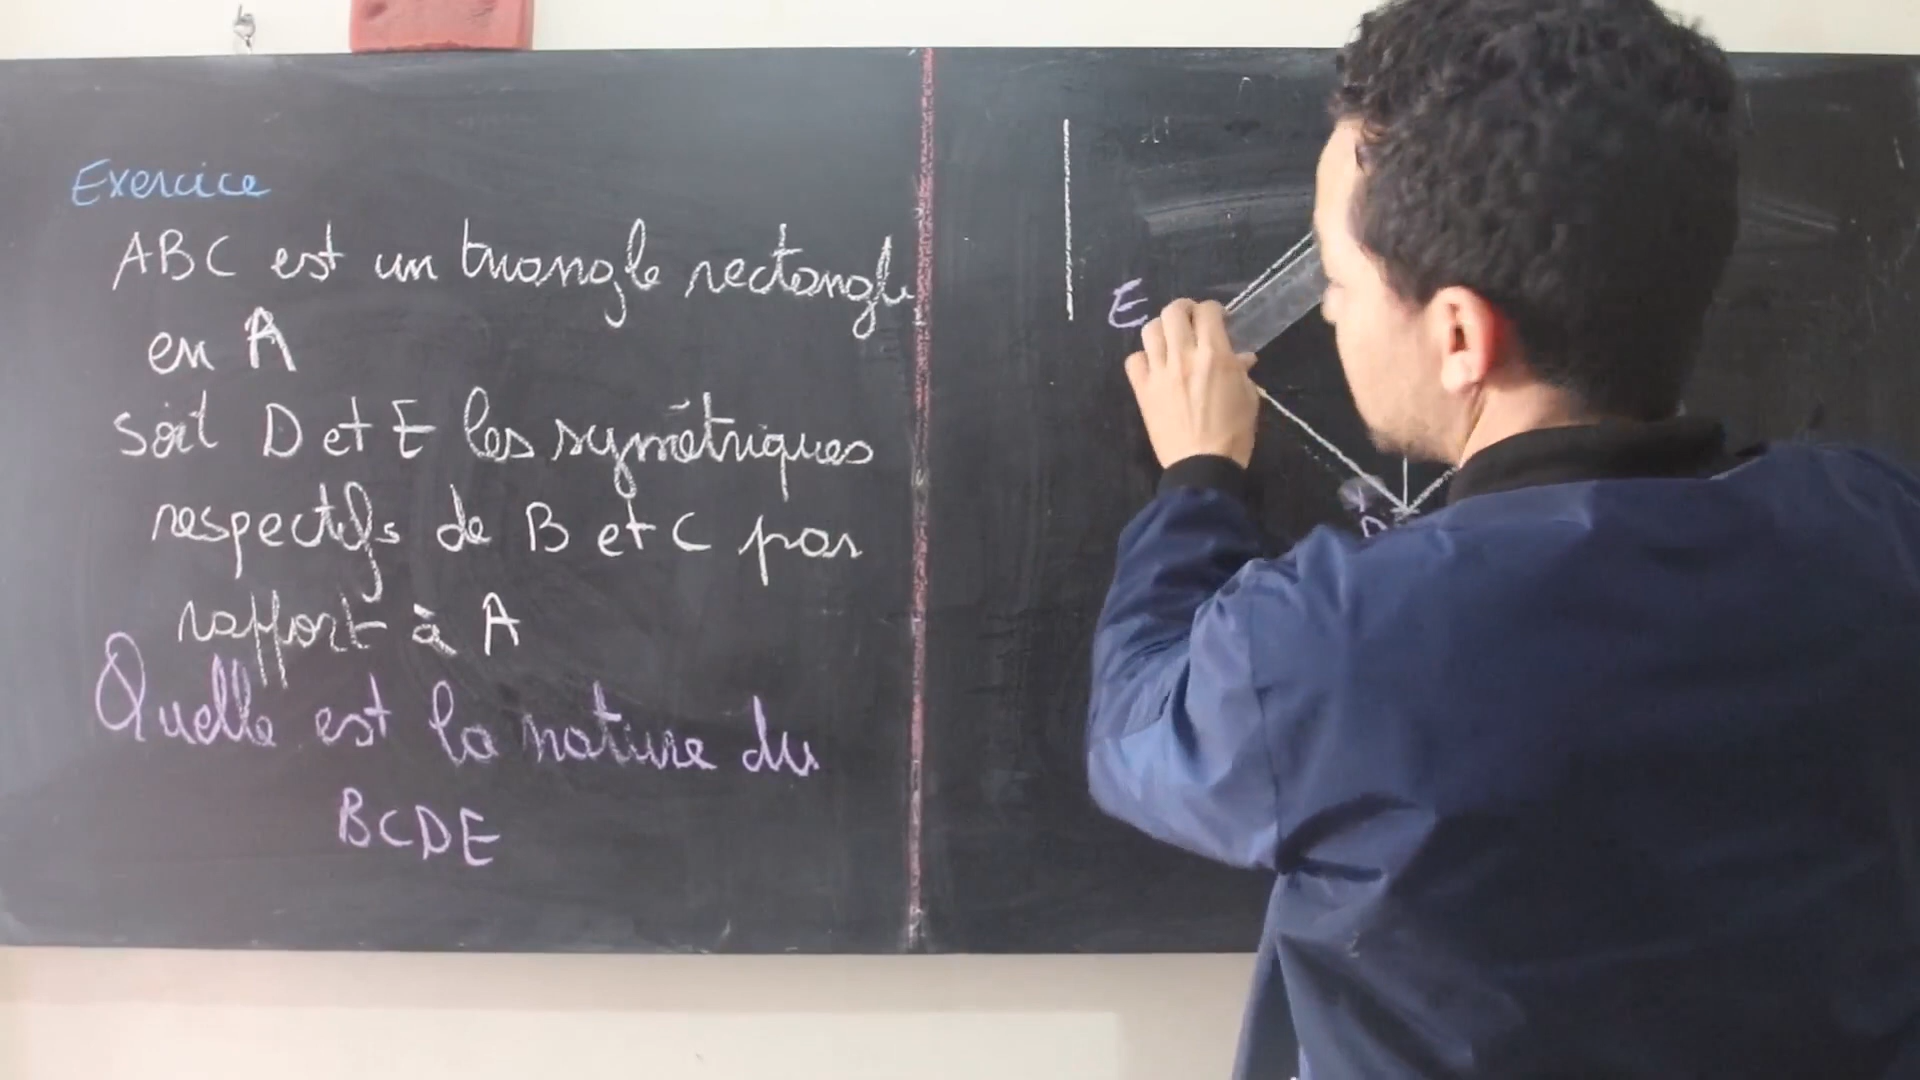 Exercice
ABC est un triangle rectangle
en A
soit D et E les symétriques
respectifs de B et C par
rapport à A
Quelle est la nature du
BCDE
E
D